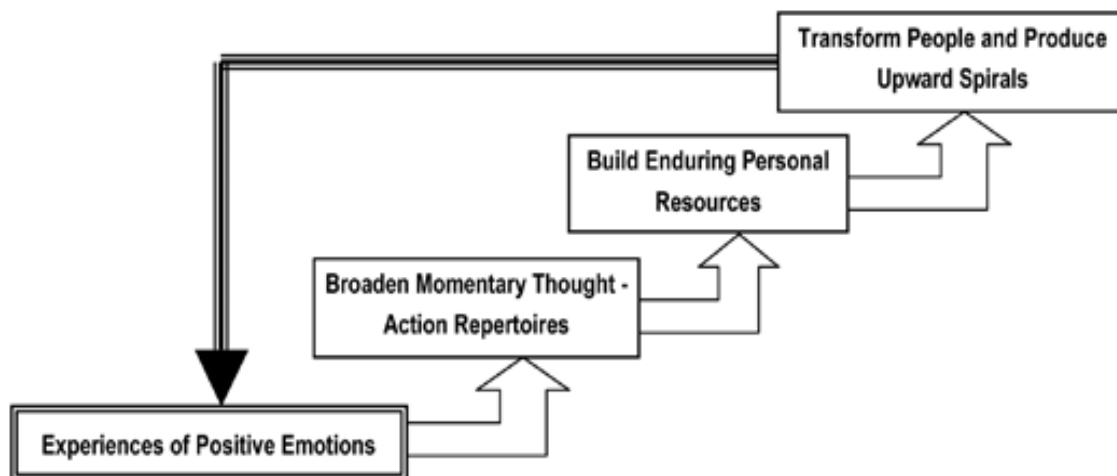 Transform People and Produce
Upward Spirals
Build Enduring Personal
Resources
Broaden Momentary Thought -
Action Repertoires
Experiences of Positive Emotions